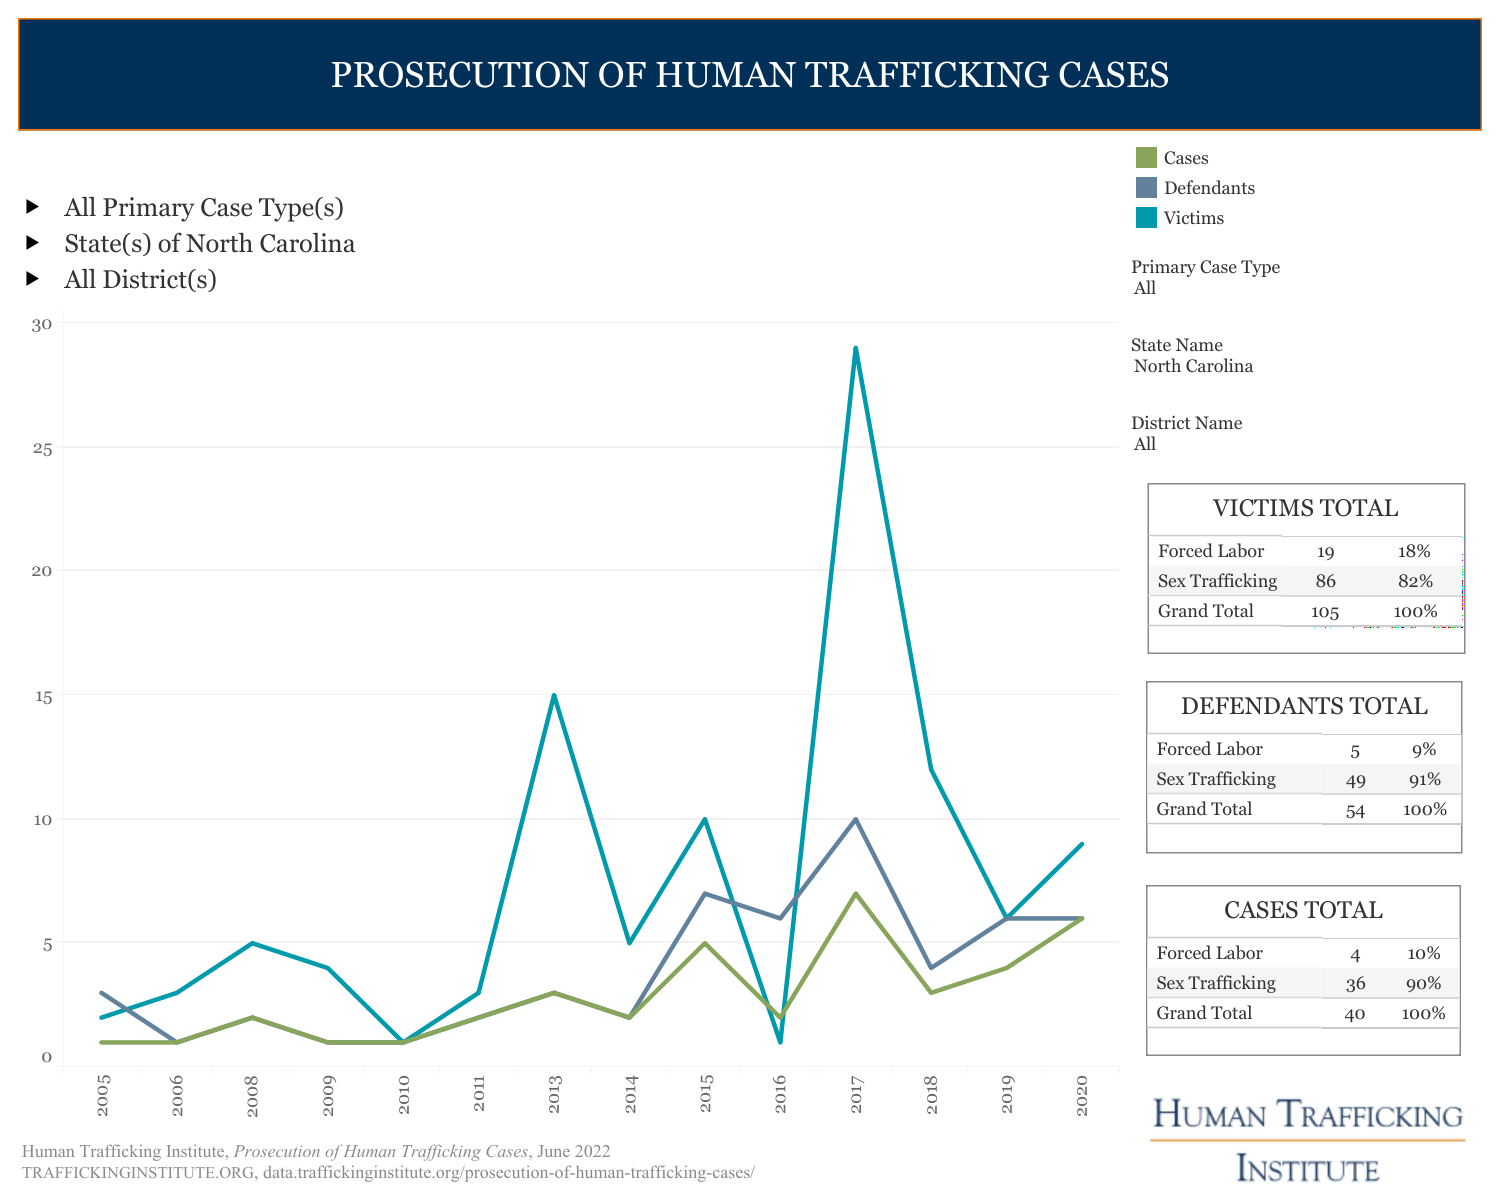 PROSECUTION OF HUMAN TRAFFICKING CASES
Cases
Defendants
Victims
All Primary Case Type(s)
State(s) of North Carolina
All District(s)
Primary Case Type
All
State Name
North Carolina
District Name
All
30
25
20
15
10
5
0
2005 2006 2008 2009 2010 2011 2013 2014 2015 2016 2017 2018 2019 2020
VICTIMS TOTAL
Forced Labor 19 18%
Sex Trafficking 86 82%
Grand Total 105 100%
DEFENDANTS TOTAL
Forced Labor 5 9%
Sex Trafficking 49 91%
Grand Total 54 100%
CASES TOTAL
Forced Labor 4 10%
Sex Trafficking 36 90%
Grand Total 40 100%
Human Trafficking Institute, Prosecution of Human Trafficking Cases, June 2022
TRAFFICKINGINSTITUTE.ORG, data.traffickinginstitute.org/prosecution-of-human-trafficking-cases/
HUMAN TRAFFICKING
INSTITUTE